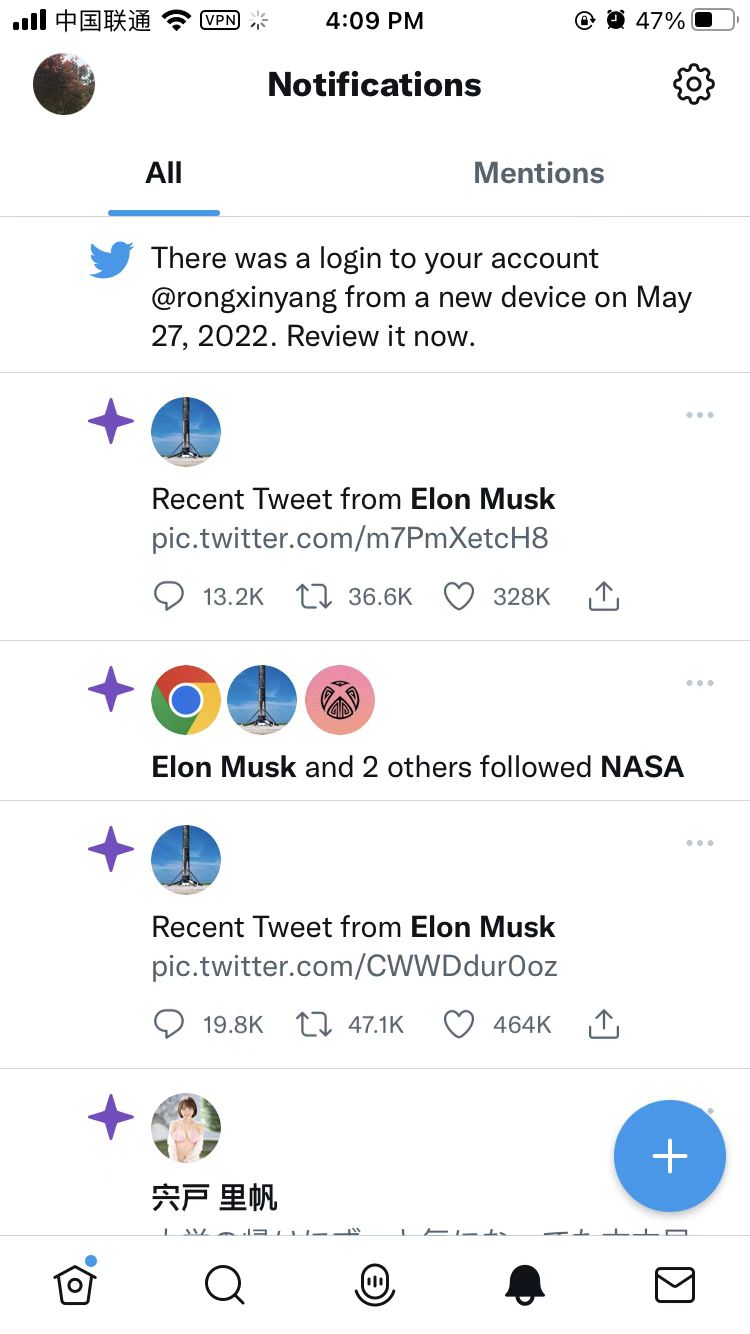 中国联通 VPN 4:09 PM 47%
Notifications
All Mentions
There was a login to your account
@rongxinyang from a new device on May
27, 2022. Review it now.
Recent Tweet from Elon Musk
pic.twitter.com/m7PmXetcH8
13.2K 36.6K 328K
Elon Musk and 2 others followed NASA
Recent Tweet from Elon Musk
pic.twitter.com/CWWDdur0oz
19.8K 47.1K 464K
宍戸 里帆